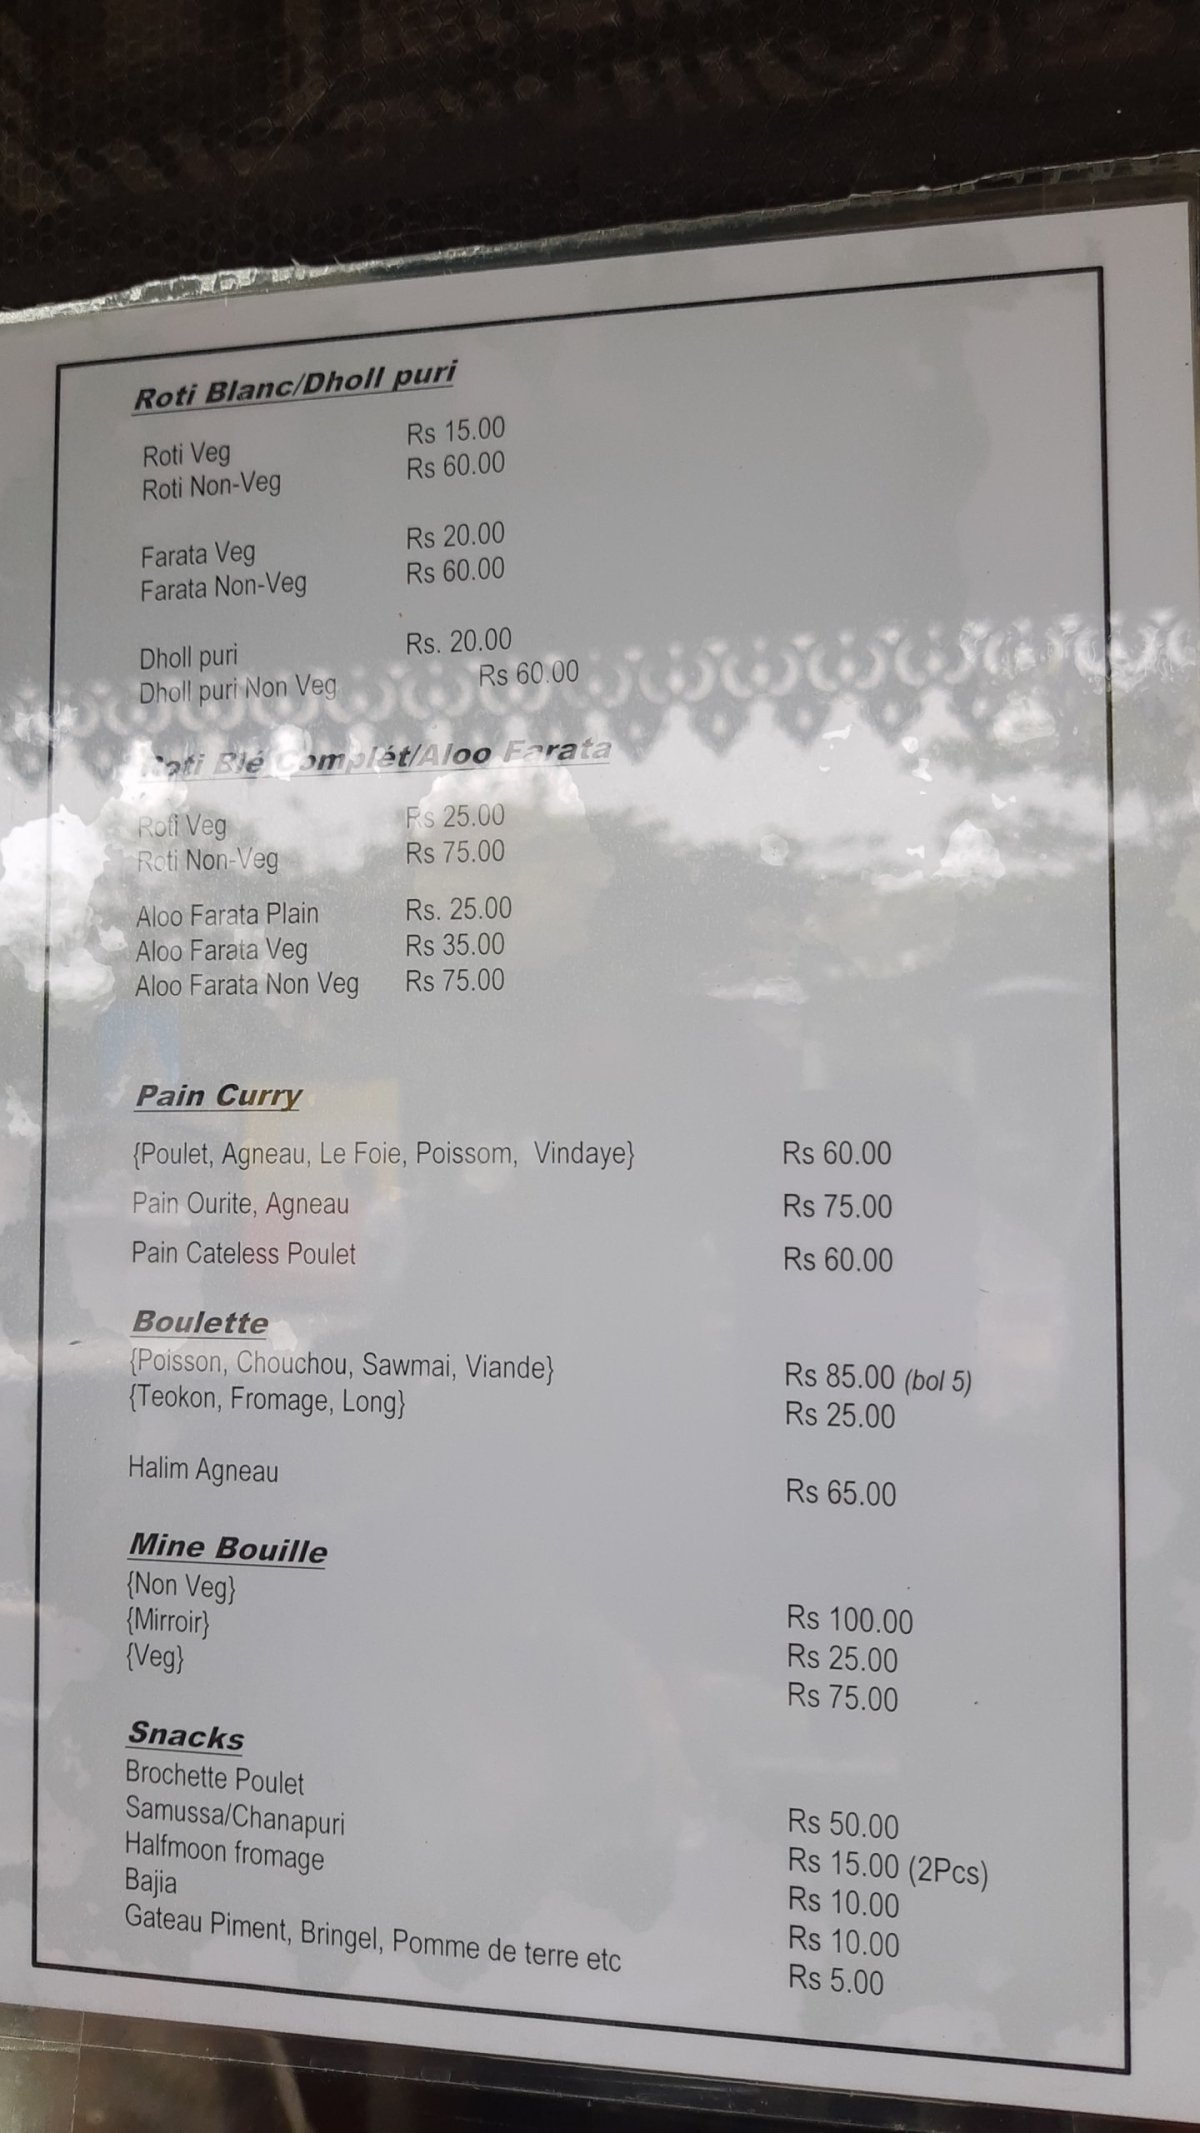 Roti Blanc/Dholl puri
Roti Veg Rs 15.00
Roti Non-Veg Rs 60.00
Farata Veg Rs 20.00
Farata Non-Veg Rs 60.00
Dholl puri Rs. 20.00
Dholl puri Non Veg Rs 60.00
Roti Blé Complét/Aloo Farata
Roti Veg Rs 25.00
Roti Non-Veg Rs 75.00
Aloo Farata Plain Rs. 25.00
Aloo Farata Veg Rs 35.00
Aloo Farata Non Veg Rs 75.00
Pain Curry
{Poulet, Agneau, Le Foie, Poissom, Vindaye} Rs 60.00
Pain Ourite, Agneau Rs 75.00
Pain Cateless Poulet Rs 60.00
Boulette
{Poisson, Chouchou, Sawmai, Viande} Rs 85.00 (bol 5)
{Teokon, Fromage, Long} Rs 25.00
Halim Agneau Rs 65.00
Mine Bouille
{Non Veg} Rs 100.00
{Mirroir} Rs 25.00
{Veg} Rs 75.00
Snacks
Brochette Poulet Rs 50.00
Samussa/Chanapuri Rs 15.00 (2Pcs)
Halfmoon fromage Rs 10.00
Bajia Rs 10.00
Gateau Piment, Bringel, Pomme de terre etc Rs 5.00